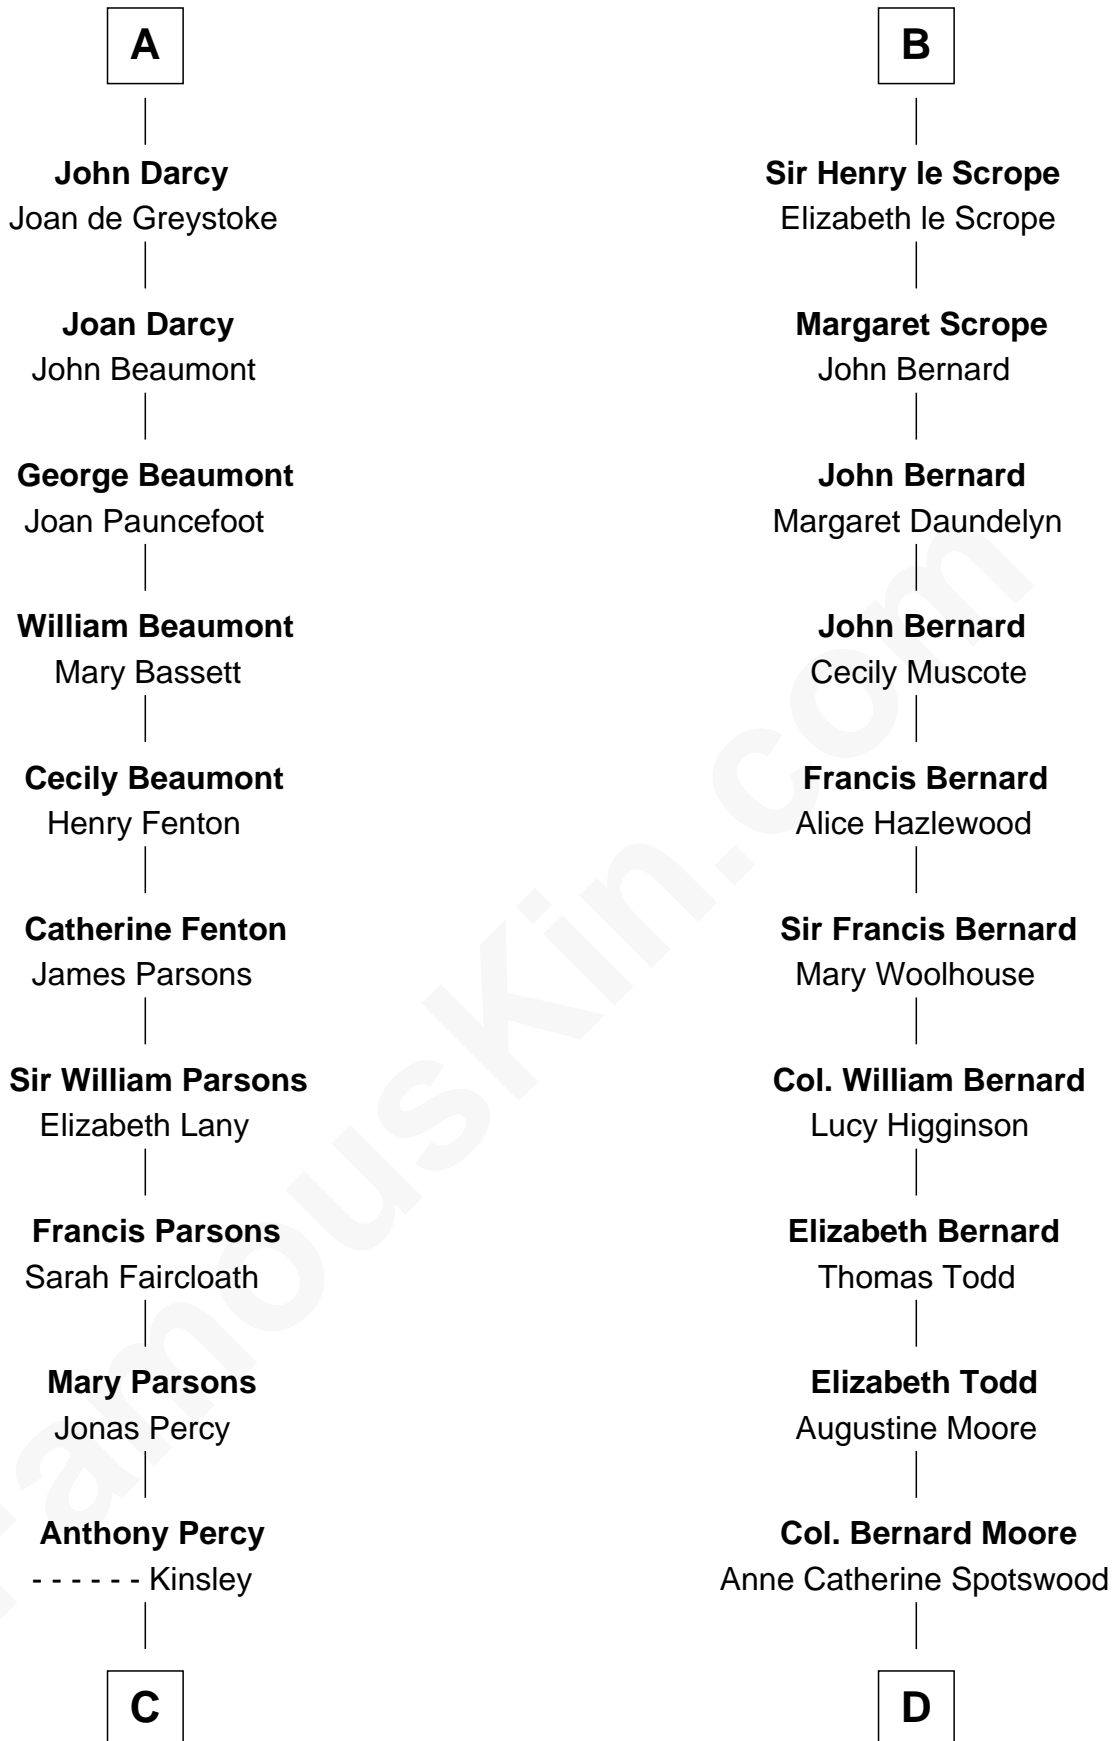 A
John Darcy
Joan de Greystoke
Joan Darcy
John Beaumont
George Beaumont
Joan Pauncefoot
William Beaumont
Mary Bassett
Cecily Beaumont
Henry Fenton
Catherine Fenton
James Parsons
Sir William Parsons
Elizabeth Lany
Francis Parsons
Sarah Faircloath
Mary Parsons
Jonas Percy
Anthony Percy
- - - - - - Kinsley
C
B
Sir Henry le Scrope
Elizabeth le Scrope
Margaret Scrope
John Bernard
John Bernard
Margaret Daundelyn
John Bernard
Cecily Muscote
Francis Bernard
Alice Hazlewood
Sir Francis Bernard
Mary Woolhouse
Col. William Bernard
Lucy Higginson
Elizabeth Bernard
Thomas Todd
Elizabeth Todd
Augustine Moore
Col. Bernard Moore
Anne Catherine Spotswood
D
FamousKin.com